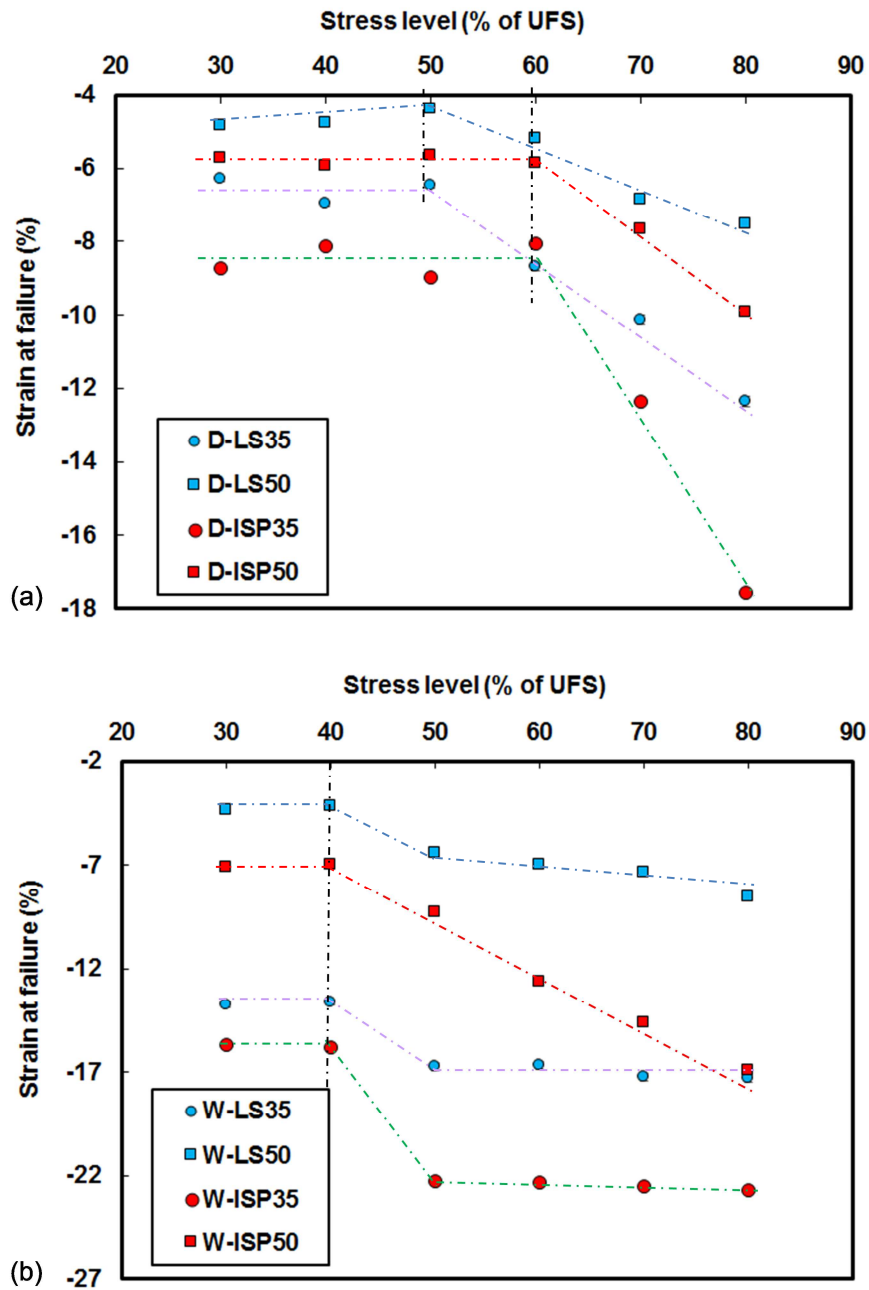 Stress level (% of UFS)
20 30 40 50 60 70 80 90
-4
-6
-8
-10
-12
-14
-16
-18
Strain at failure (%)
D-LS35
D-LS50
D-ISP35
D-ISP50
(a)
Stress level (% of UFS)
20 30 40 50 60 70 80 90
-2
-7
-12
-17
-22
-27
Strain at failure (%)
W-LS35
W-LS50
W-ISP35
W-ISP50
(b)